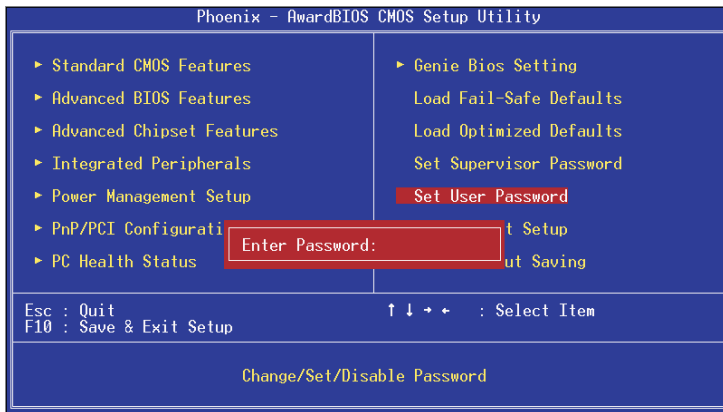 Phoenix - AwardBIOS CMOS Setup Utility
▸ Standard CMOS Features
▸ Advanced BIOS Features
▸ Advanced Chipset Features
▸ Integrated Peripherals
▸ Power Management Setup
▸ PnP/PCI Configurati
▸ PC Health Status
▸ Genie Bios Setting
Load Fail-Safe Defaults
Load Optimized Defaults
Set Supervisor Password
Set User Password
t Setup
ut Saving
Enter Password:
Esc : Quit
F10 : Save & Exit Setup
↑ ↓ → ← : Select Item
Change/Set/Disable Password